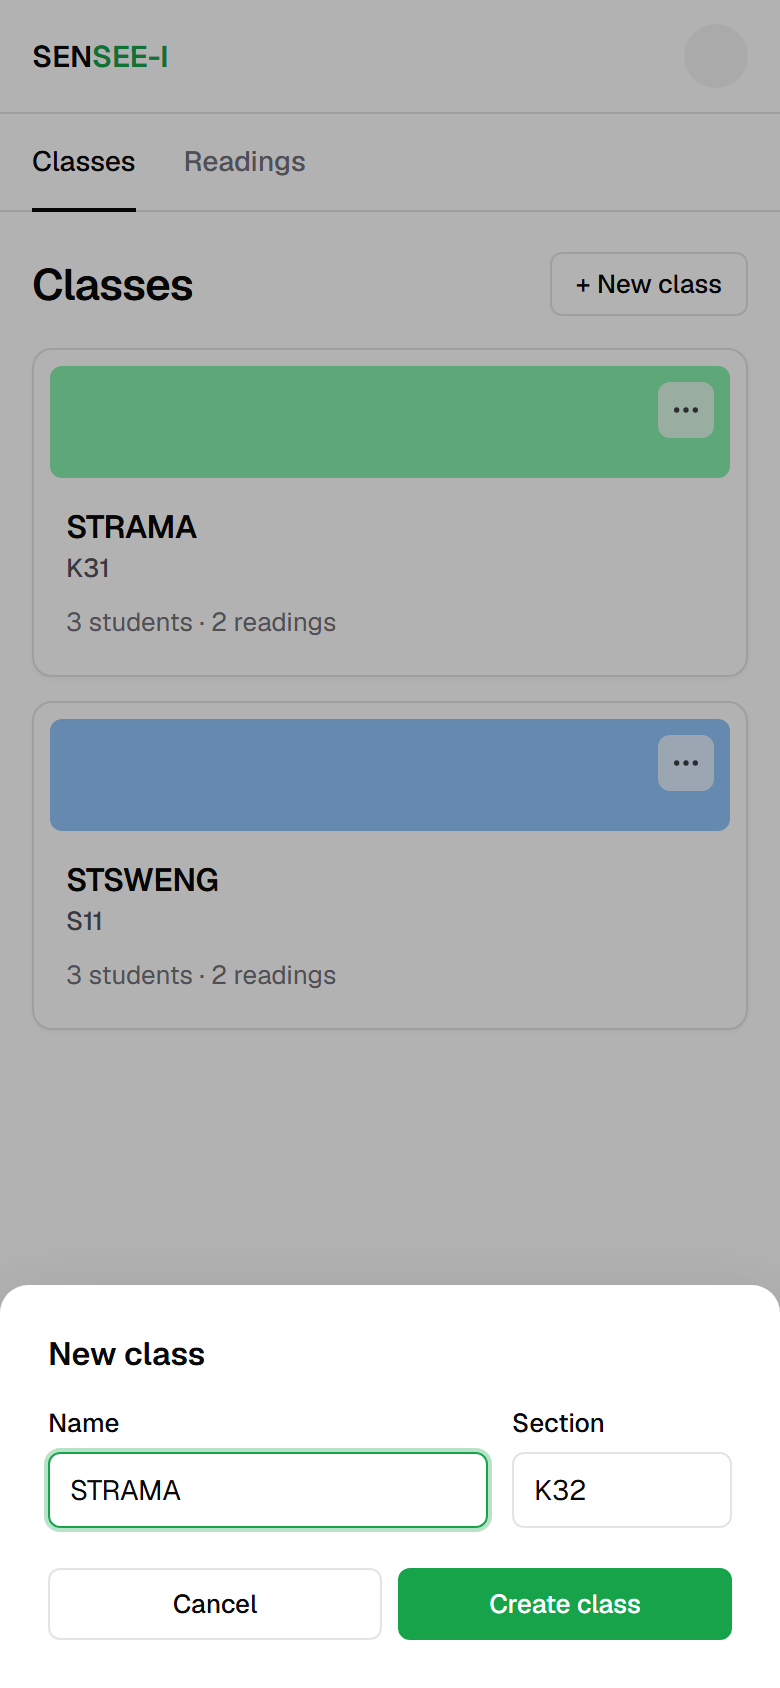 SENSEE-I
Classes Readings
Classes
+ New class
STRAMA
K31
3 students · 2 readings
STSWENG
S11
3 students · 2 readings
New class
Name Section
STRAMA K32
Cancel Create class